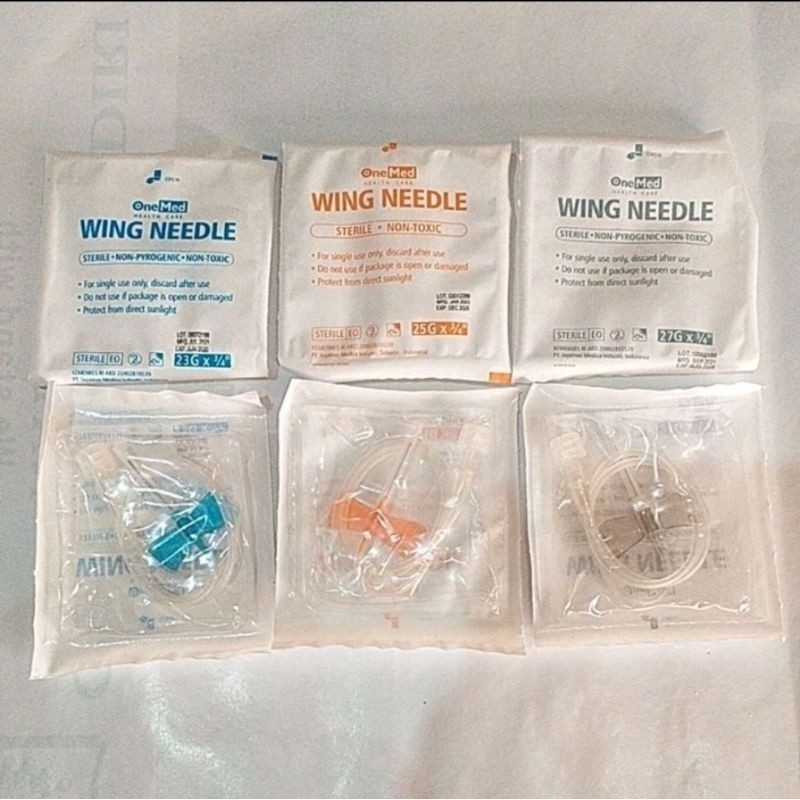 OPEN
OneMed
HEALTH CARE
WING NEEDLE
STERILE • NON-PYROGENIC • NON-TOXIC
• For single use only, discard after use
• Do not use if package is open or damaged
• Protect from direct sunlight
STERILE EO 2
23G x ¾"
OneMed
HEALTH CARE
WING NEEDLE
STERILE • NON-TOXIC
• For single use only, discard after use
• Do not use if package is open or damaged
• Protect from direct sunlight
STERILE EO 2
25G x ¾"
OPEN
OneMed
HEALTH CARE
WING NEEDLE
STERILE • NON-PYROGENIC • NON-TOXIC
• For single use only, discard after use
• Do not use if package is open or damaged
• Protect from direct sunlight
STERILE EO 2
27G x ¾"